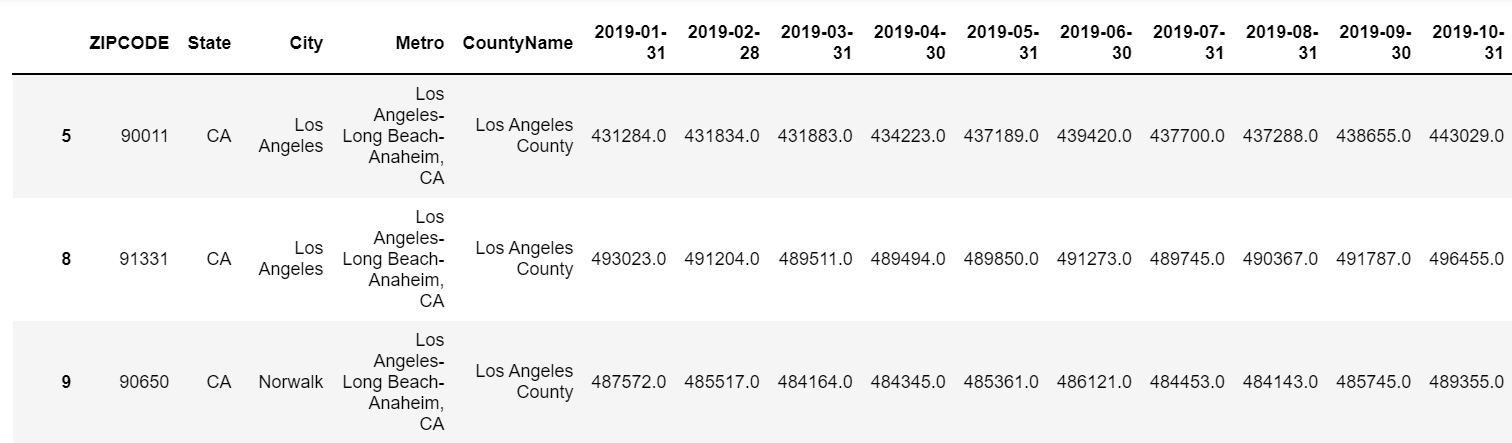 ZIPCODE State City Metro CountyName 2019-01-31 2019-02-28 2019-03-31 2019-04-30 2019-05-31 2019-06-30 2019-07-31 2019-08-31 2019-09-30 2019-10-31
5 90011 CA Los Angeles Los Angeles-Long Beach-Anaheim, CA Los Angeles County 431284.0 431834.0 431883.0 434223.0 437189.0 439420.0 437700.0 437288.0 438655.0 443029.0
8 91331 CA Los Angeles Los Angeles-Long Beach-Anaheim, CA Los Angeles County 493023.0 491204.0 489511.0 489494.0 489850.0 491273.0 489745.0 490367.0 491787.0 496455.0
9 90650 CA Norwalk Los Angeles-Long Beach-Anaheim, CA Los Angeles County 487572.0 485517.0 484164.0 484345.0 485361.0 486121.0 484453.0 484143.0 485745.0 489355.0